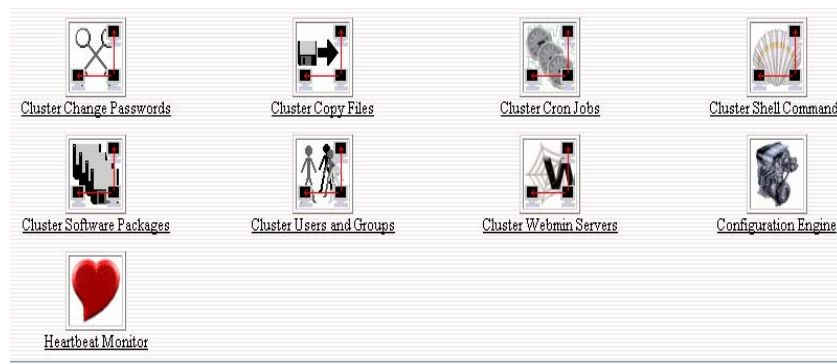 Cluster Change Passwords
Cluster Copy Files
Cluster Cron Jobs
Cluster Shell Command
Cluster Software Packages
Cluster Users and Groups
Cluster Webmin Servers
Configuration Engine
Heartbeat Monitor